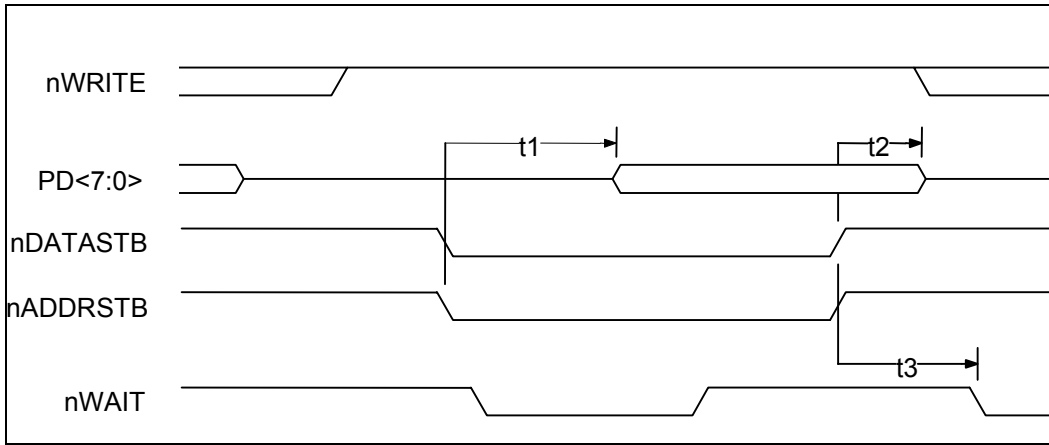 nWRITE
t1
t2
PD<7:0>
nDATASTB
nADDRSTB
t3
nWAIT